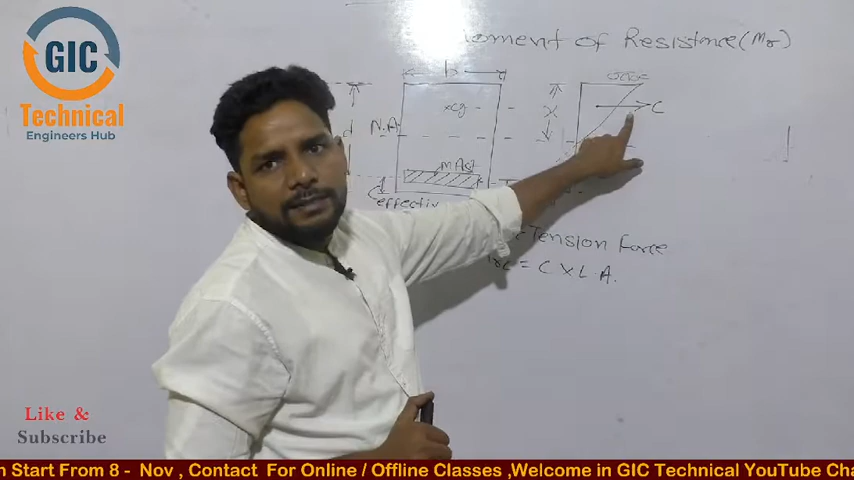 GIC
Technical
Engineers Hub
Moment of Resistance (Mr)
b
d
N.A
xcg
mAst
effectiv
x
C
Tension Force
= C x L.A.
Like &
Subscribe
n Start From 8 - Nov , Contact For Online / Offline Classes ,Welcome in GIC Technical YouTube Cha